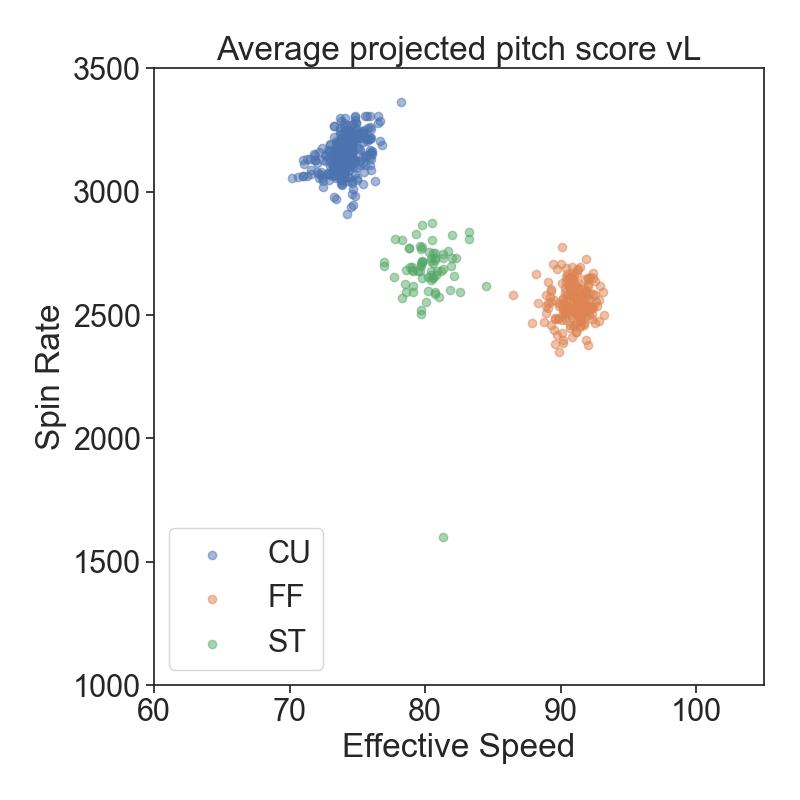 Average projected pitch score vL
3500
3000
2500
2000
1500
1000
Spin Rate
CU
FF
ST
60 70 80 90 100
Effective Speed